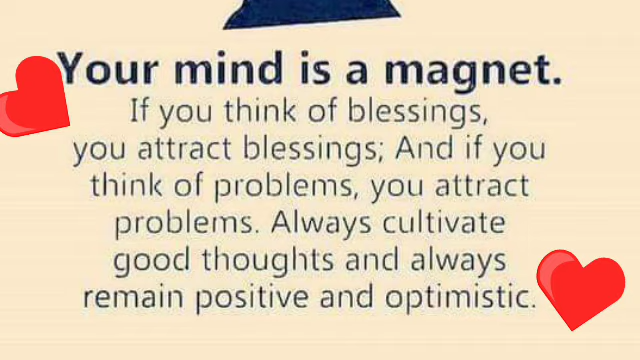 Your mind is a magnet.
If you think of blessings,
you attract blessings; And if you
think of problems, you attract
problems. Always cultivate
good thoughts and always
remain positive and optimistic.